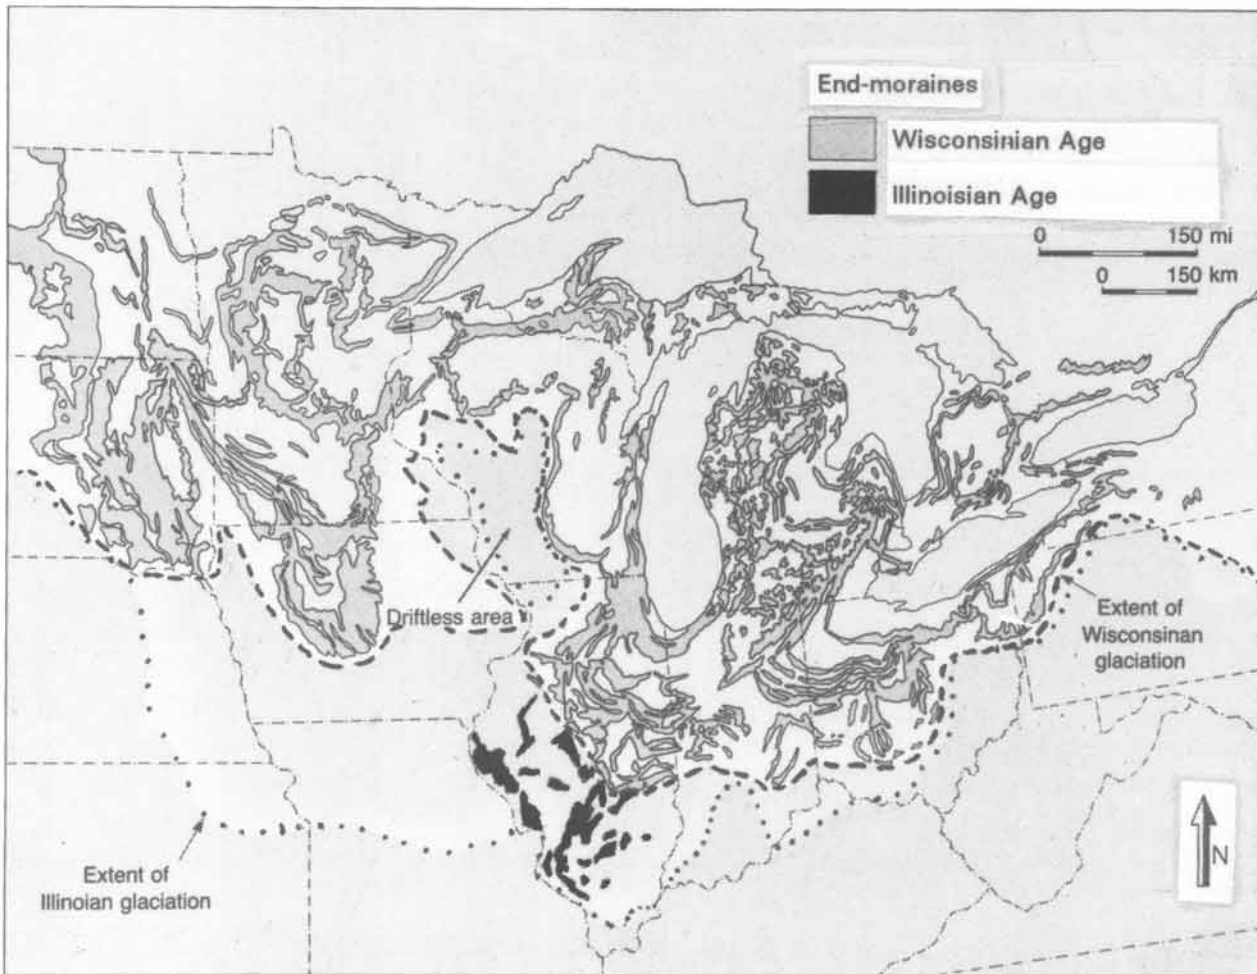 End-moraines
Wisconsinian Age
Illinoisian Age
0 150 mi
0 150 km
Driftless area
Extent of
Wisconsinan
glaciation
Extent of
Illinoian glaciation
N